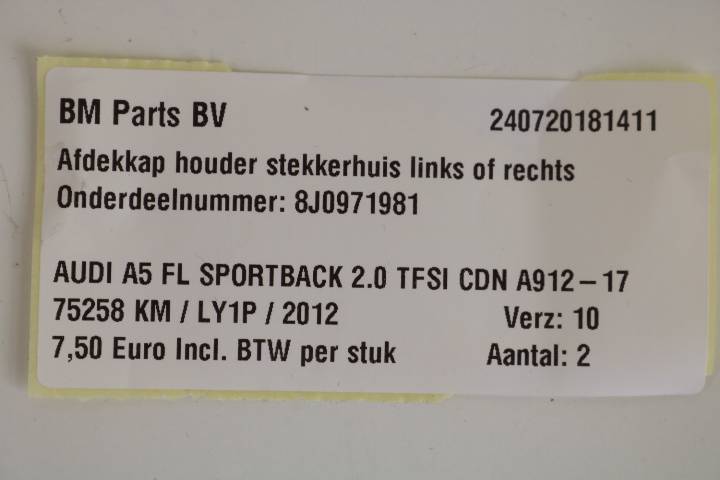 BM Parts BV 240720181411
Afdekkap houder stekkerhuis links of rechts
Onderdeelnummer: 8J0971981
AUDI A5 FL SPORTBACK 2.0 TFSI CDN A912-17
75258 KM / LY1P / 2012 Verz: 10
7,50 Euro Incl. BTW per stuk Aantal: 2